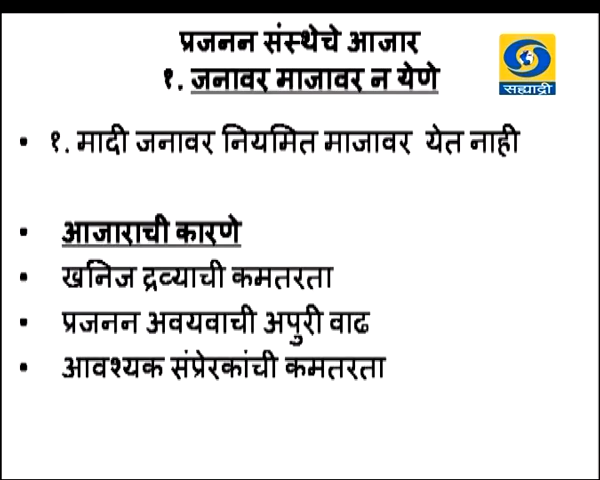 प्रजनन संस्थेचे आजार
१. जनावर माजावर न येणे
सह्याद्री
• १. मादी जनावर नियमित माजावर येत नाही
• आजाराची कारणे
• खनिज द्रव्याची कमतरता
• प्रजनन अवयवाची अपुरी वाढ
• आवश्यक संप्रेरकांची कमतरता